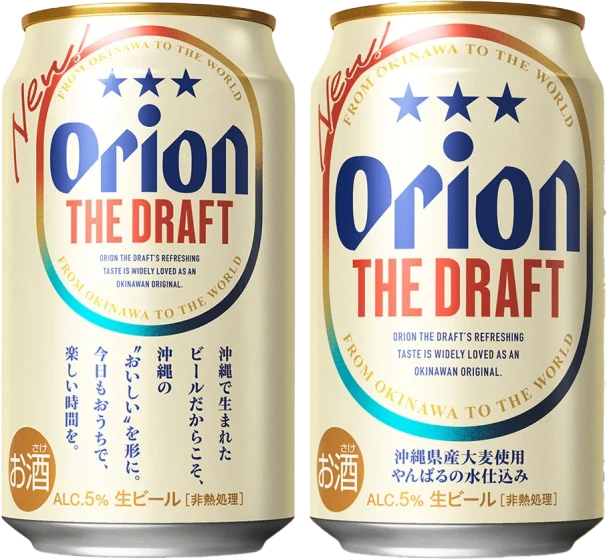 New!
FROM OKINAWA TO THE WORLD
Orion
THE DRAFT
ORION THE DRAFT'S REFRESHING
TASTE IS WIDELY LOVED AS AN
OKINAWAN ORIGINAL.
FROM OKINAWA TO THE WORLD
沖縄で生まれた
ビールだからこそ、
沖縄の
"おいしい"を形に。
今日もおうちで、
楽しい時間を。
さけ
お酒
ALC.5% 生ビール [非熱処理]
New!
FROM OKINAWA TO THE WORLD
Orion
THE DRAFT
ORION THE DRAFT'S REFRESHING
TASTE IS WIDELY LOVED AS AN
OKINAWAN ORIGINAL.
FROM OKINAWA TO THE WORLD
沖縄県産大麦使用
やんばるの水仕込み
さけ
お酒
ALC.5% 生ビール [非熱処理]